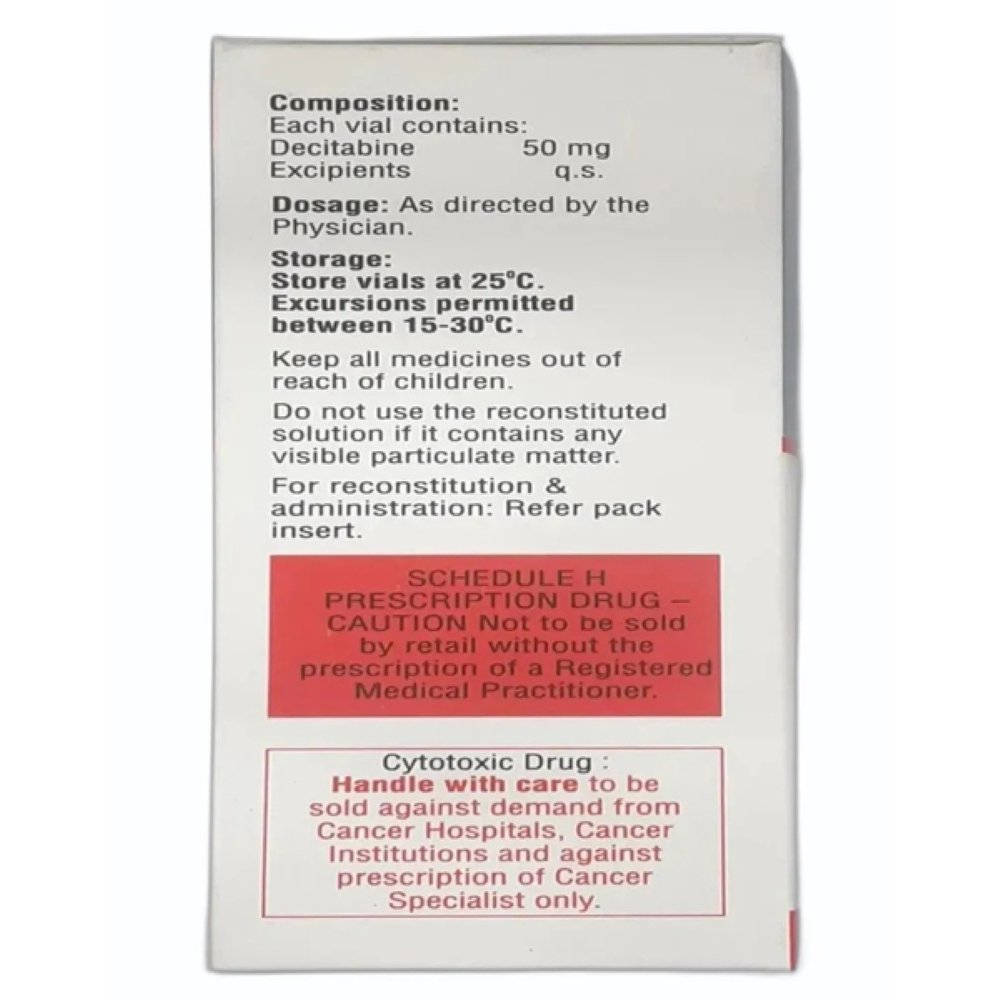 Composition:
Each vial contains:
Decitabine 50 mg
Excipients q.s.
Dosage: As directed by the
Physician.
Storage:
Store vials at 25°C.
Excursions permitted
between 15-30°C.
Keep all medicines out of
reach of children.
Do not use the reconstituted
solution if it contains any
visible particulate matter.
For reconstitution &
administration: Refer pack
insert.
SCHEDULE H
PRESCRIPTION DRUG –
CAUTION Not to be sold
by retail without the
prescription of a Registered
Medical Practitioner.
Cytotoxic Drug :
Handle with care to be
sold against demand from
Cancer Hospitals, Cancer
Institutions and against
prescription of Cancer
Specialist only.